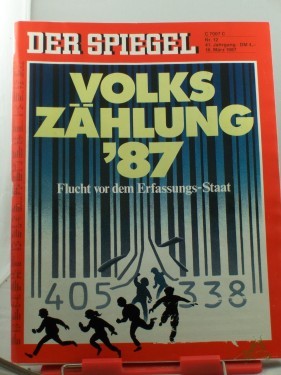 DER SPIEGEL
VOLKS
ZÄHLUNG
'87
Flucht vor dem Erfassungs-Staat
405 338